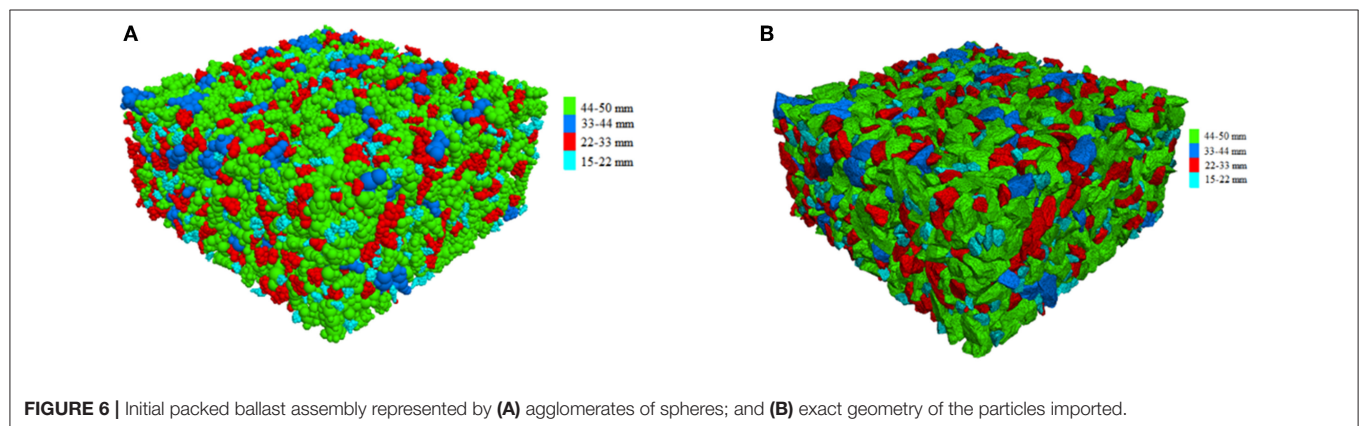 A
44-50 mm
33-44 mm
22-33 mm
15-22 mm
B
44-50 mm
33-44 mm
22-33 mm
15-22 mm
FIGURE 6 | Initial packed ballast assembly represented by (A) agglomerates of spheres; and (B) exact geometry of the particles imported.